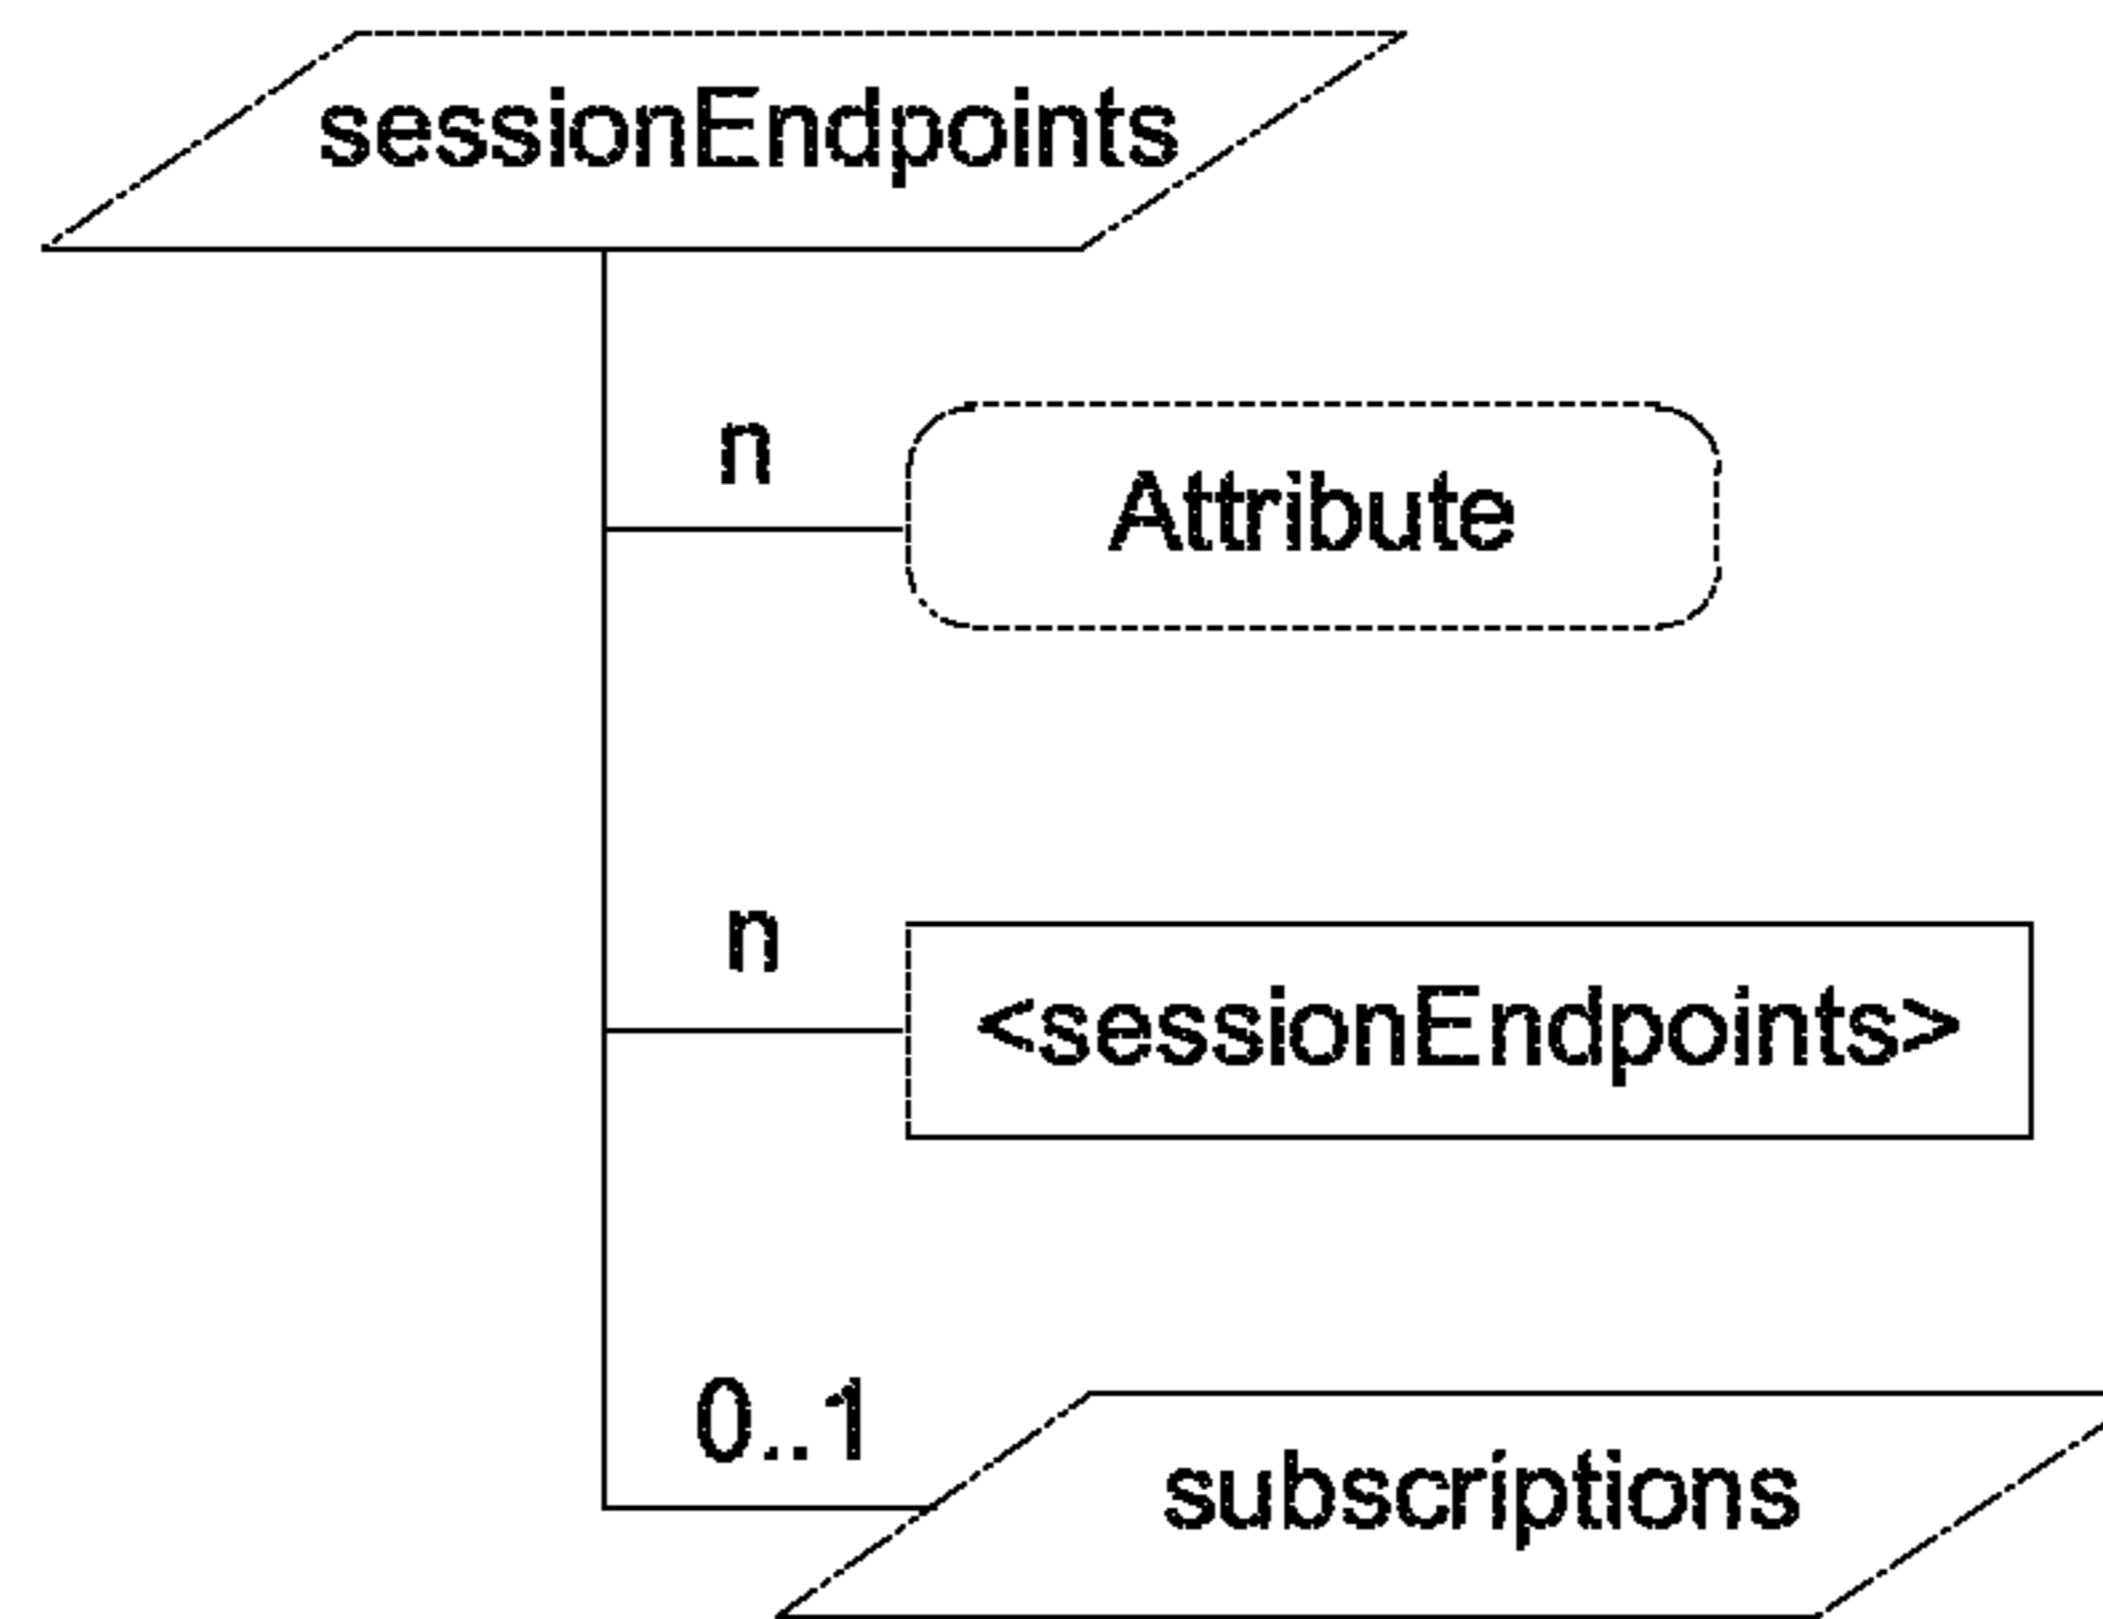 sessionEndpoints
n
Attribute
n
<sessionEndpoints>
0..1
subscriptions